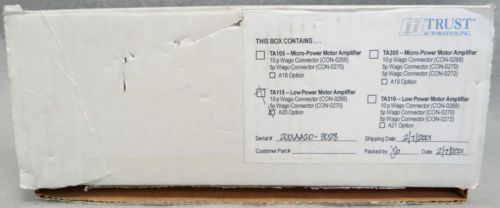 TRUST
AUTOMATION, INC.
THIS BOX CONTAINS . . .
TA105 – Micro-Power Motor Amplifier
10 p Wago Connector (CON-0268)
5p Wago Connector (CON-0270)
A18 Option
TA115 – Low Power Motor Amplifier
10 p Wago Connector (CON-0268)
5p Wago Connector (CON-0270)
A20 Option
TA305 – Micro-Power Motor Amplifier
10 p Wago Connector (CON-0268)
5p Wago Connector (CON-0270)
5p Wago Connector (CON-0272)
A19 Option
TA310 – Low Power Motor Amplifier
10 p Wago Connector (CON-0268)
5p Wago Connector (CON-0270)
5p Wago Connector (CON-0272)
A21 Option
Serial # 2001AA20-3028 Shipping Date 2/7/2001
Customer Part # Packed by Date 2/7/2001